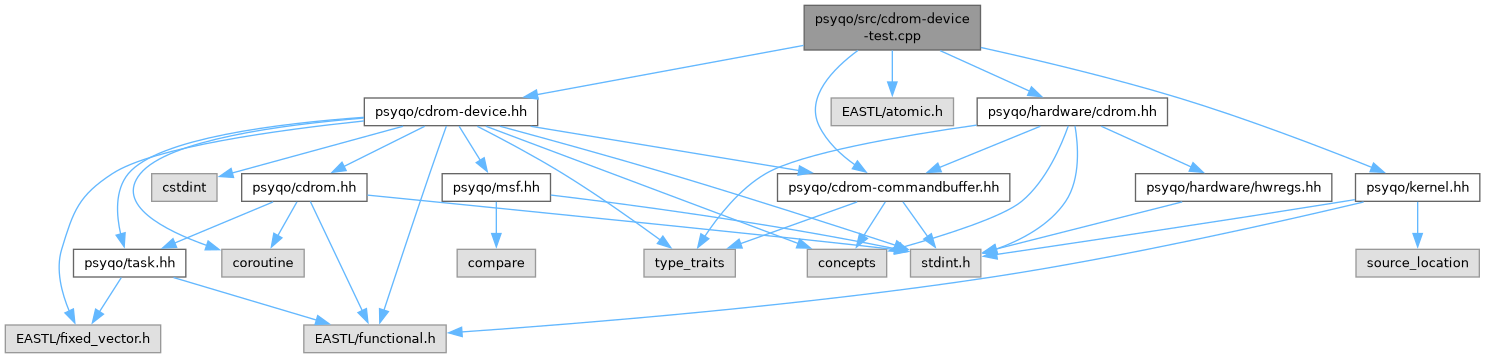 psyqo/src/cdrom-device
-test.cpp
psyqo/cdrom-device.hh
EASTL/atomic.h
psyqo/hardware/cdrom.hh
cstdint
psyqo/cdrom.hh
psyqo/msf.hh
psyqo/cdrom-commandbuffer.hh
psyqo/hardware/hwregs.hh
psyqo/kernel.hh
psyqo/task.hh
coroutine
compare
type_traits
concepts
stdint.h
source_location
EASTL/fixed_vector.h
EASTL/functional.h